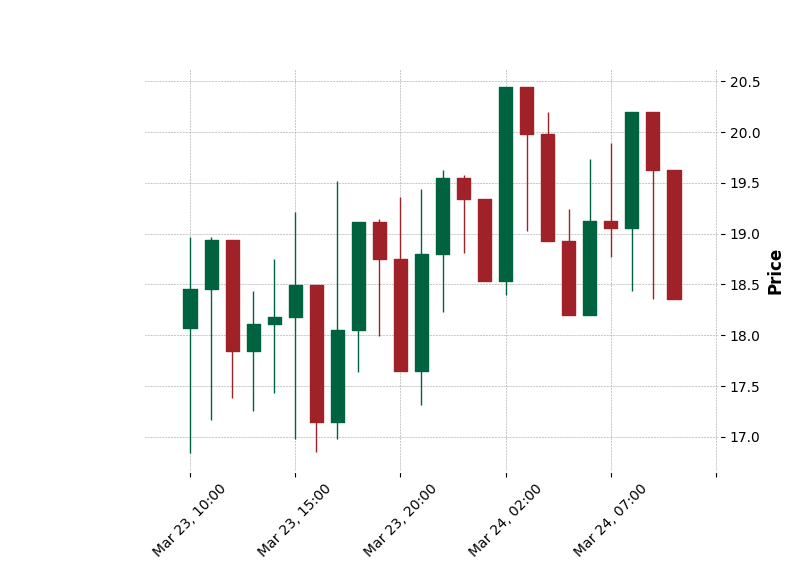 20.5
20.0
19.5
19.0
18.5
18.0
17.5
17.0
Price
Mar 23, 10:00
Mar 23, 15:00
Mar 23, 20:00
Mar 24, 02:00
Mar 24, 07:00